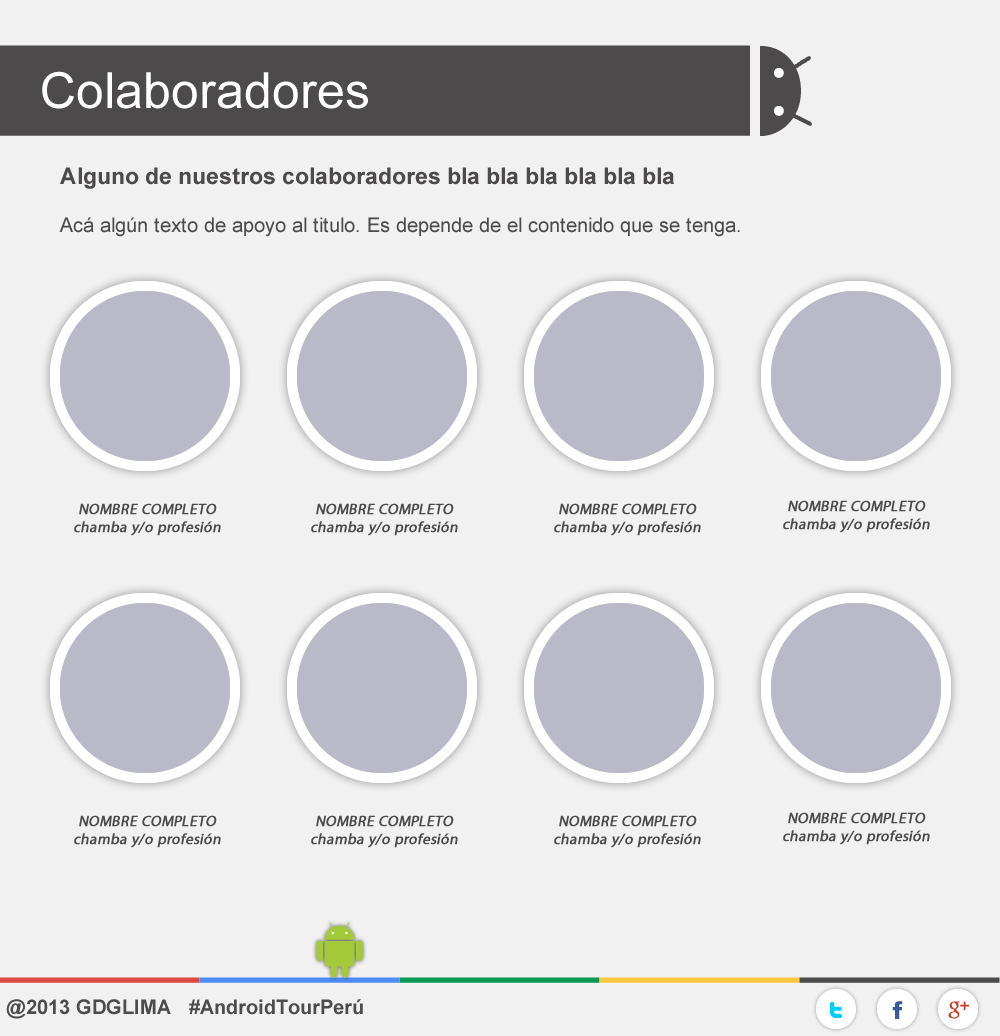 Colaboradores
Alguno de nuestros colaboradores bla bla bla bla bla bla
Acá algún texto de apoyo al titulo. Es depende de el contenido que se tenga.
NOMBRE COMPLETO
chamba y/o profesión
NOMBRE COMPLETO
chamba y/o profesión
NOMBRE COMPLETO
chamba y/o profesión
NOMBRE COMPLETO
chamba y/o profesión
NOMBRE COMPLETO
chamba y/o profesión
NOMBRE COMPLETO
chamba y/o profesión
NOMBRE COMPLETO
chamba y/o profesión
NOMBRE COMPLETO
chamba y/o profesión
@2013 GDGLIMA #AndroidTourPerú
f g+